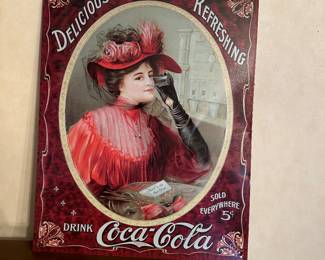 DELICIOUS
REFRESHING
SOLD
EVERYWHERE
5¢
DRINK Coca-Cola